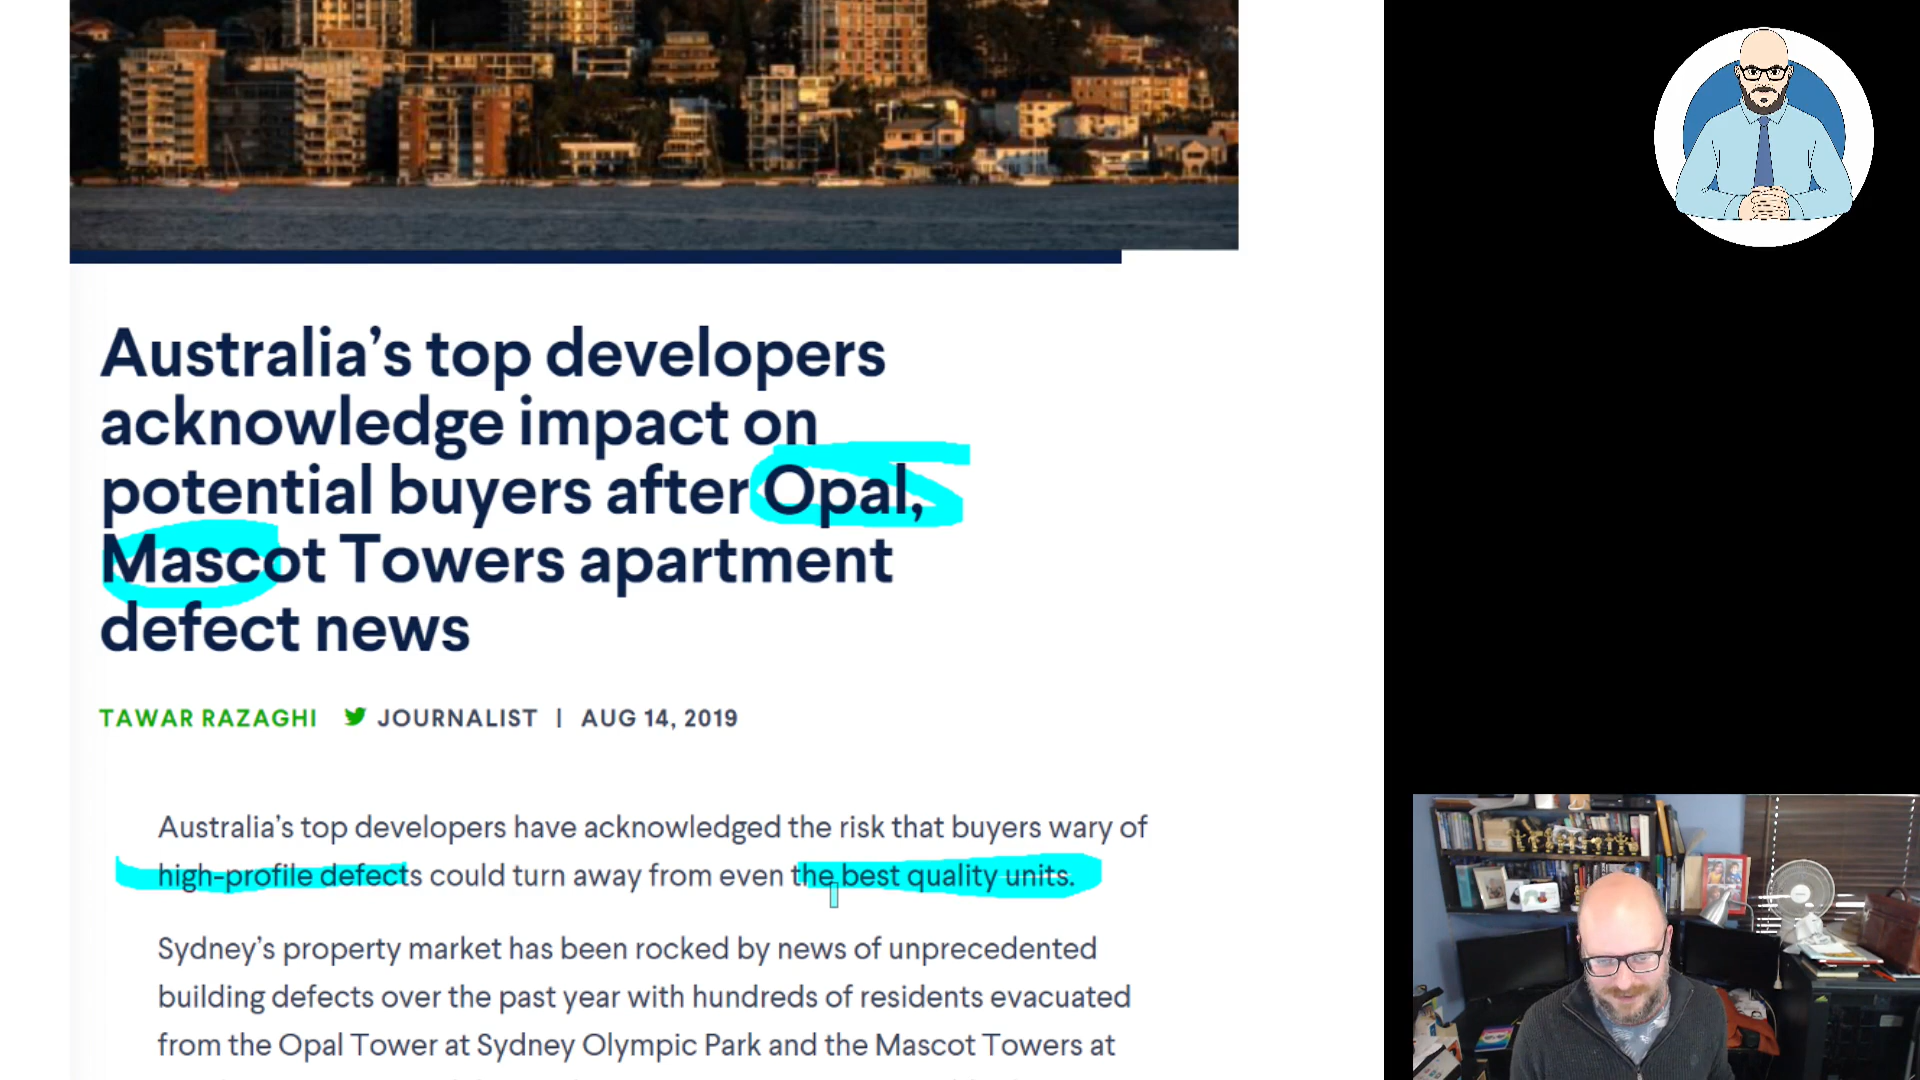 Australia’s top developers
acknowledge impact on
potential buyers after Opal,
Mascot Towers apartment
defect news
TAWAR RAZAGHI JOURNALIST | AUG 14, 2019
Australia’s top developers have acknowledged the risk that buyers wary of
high-profile defects could turn away from even the best quality units.
Sydney’s property market has been rocked by news of unprecedented
building defects over the past year with hundreds of residents evacuated
from the Opal Tower at Sydney Olympic Park and the Mascot Towers at